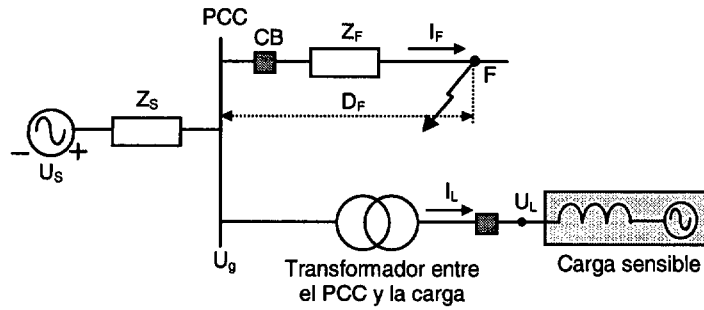 PCC
CB
Z_F
I_F
F
Z_S
D_F
− +
U_S
I_L
U_L
U_g
Transformador entre
el PCC y la carga
Carga sensible